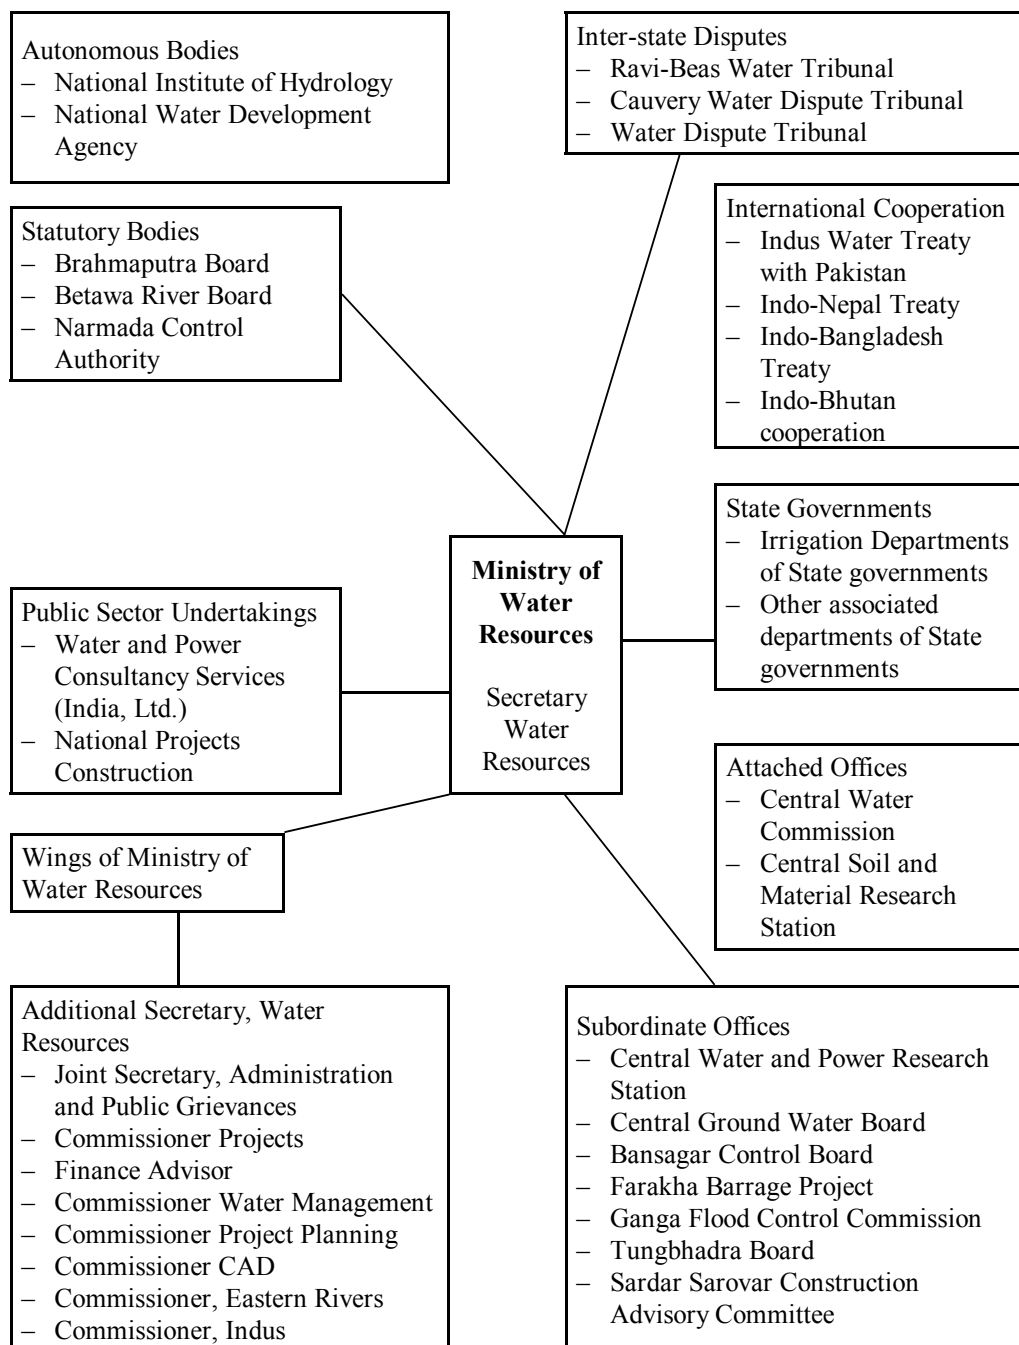 Autonomous Bodies
– National Institute of Hydrology
– National Water Development
Agency
Inter-state Disputes
– Ravi-Beas Water Tribunal
– Cauvery Water Dispute Tribunal
– Water Dispute Tribunal
Statutory Bodies
– Brahmaputra Board
– Betawa River Board
– Narmada Control
Authority
International Cooperation
– Indus Water Treaty
with Pakistan
– Indo-Nepal Treaty
– Indo-Bangladesh
Treaty
– Indo-Bhutan
cooperation
State Governments
– Irrigation Departments
of State governments
– Other associated
departments of State
governments
Ministry of
Water
Resources
Secretary
Water
Resources
Public Sector Undertakings
– Water and Power
Consultancy Services
(India, Ltd.)
– National Projects
Construction
Attached Offices
– Central Water
Commission
– Central Soil and
Material Research
Station
Wings of Ministry of
Water Resources
Additional Secretary, Water
Resources
– Joint Secretary, Administration
and Public Grievances
– Commissioner Projects
– Finance Advisor
– Commissioner Water Management
– Commissioner Project Planning
– Commissioner CAD
– Commissioner, Eastern Rivers
– Commissioner, Indus
Subordinate Offices
– Central Water and Power Research
Station
– Central Ground Water Board
– Bansagar Control Board
– Farakha Barrage Project
– Ganga Flood Control Commission
– Tungbhadra Board
– Sardar Sarovar Construction
Advisory Committee